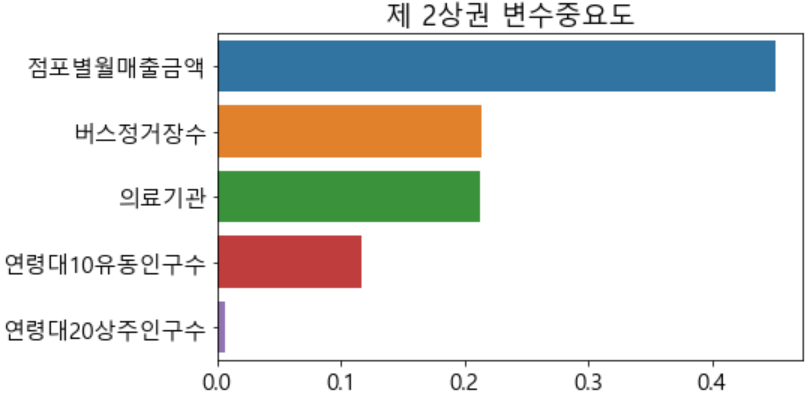 제 2상권 변수중요도
점포별월매출금액
버스정거장수
의료기관
연령대10유동인구수
연령대20상주인구수
0.0 0.1 0.2 0.3 0.4